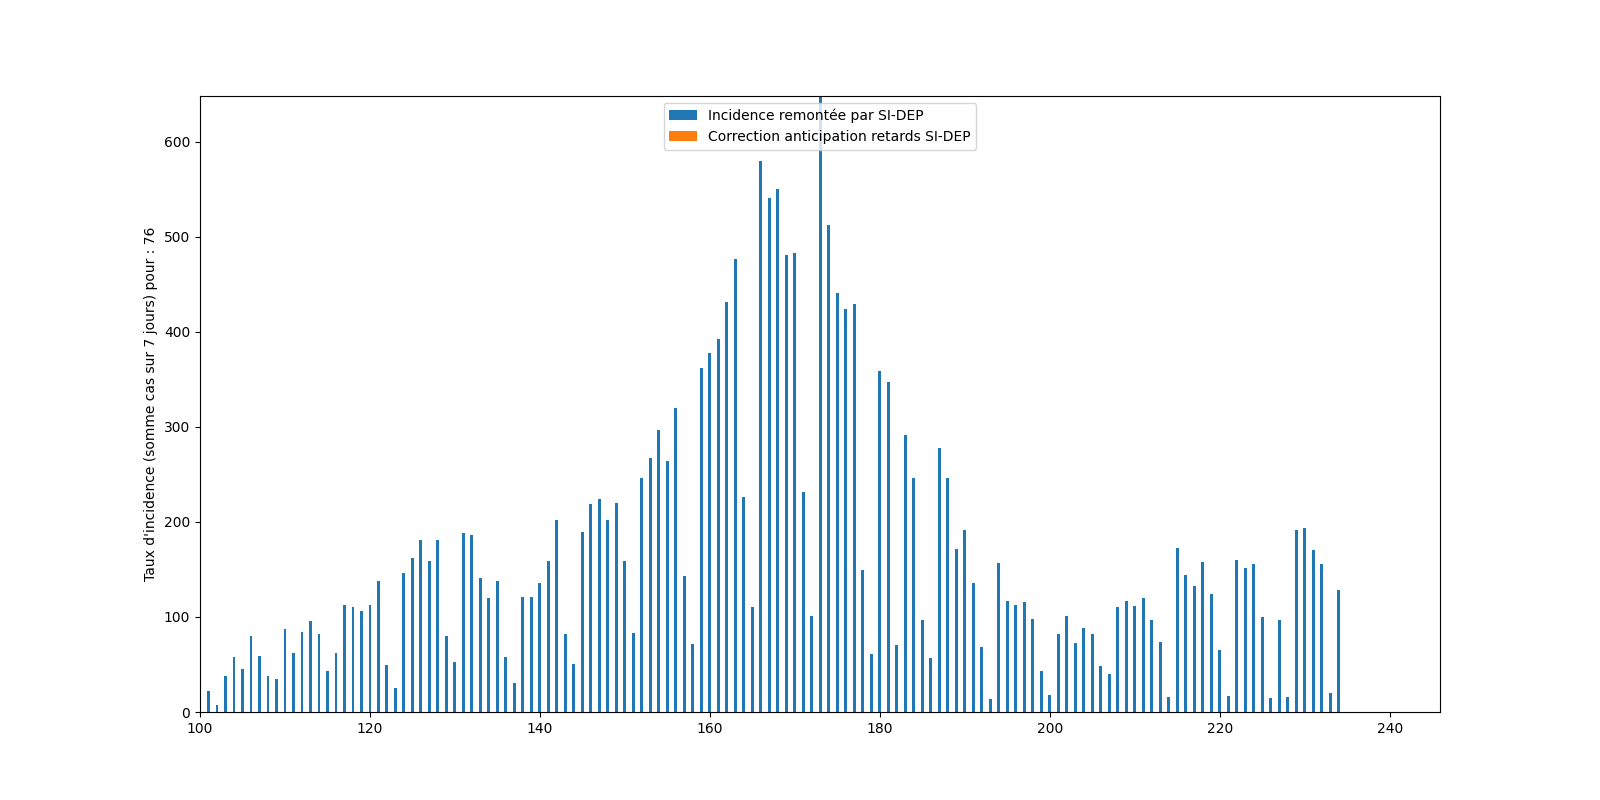 Incidence remontée par SI-DEP
Correction anticipation retards SI-DEP
Taux d'incidence (somme cas sur 7 jours) pour : 76
600
500
400
300
200
100
0
100 120 140 160 180 200 220 240